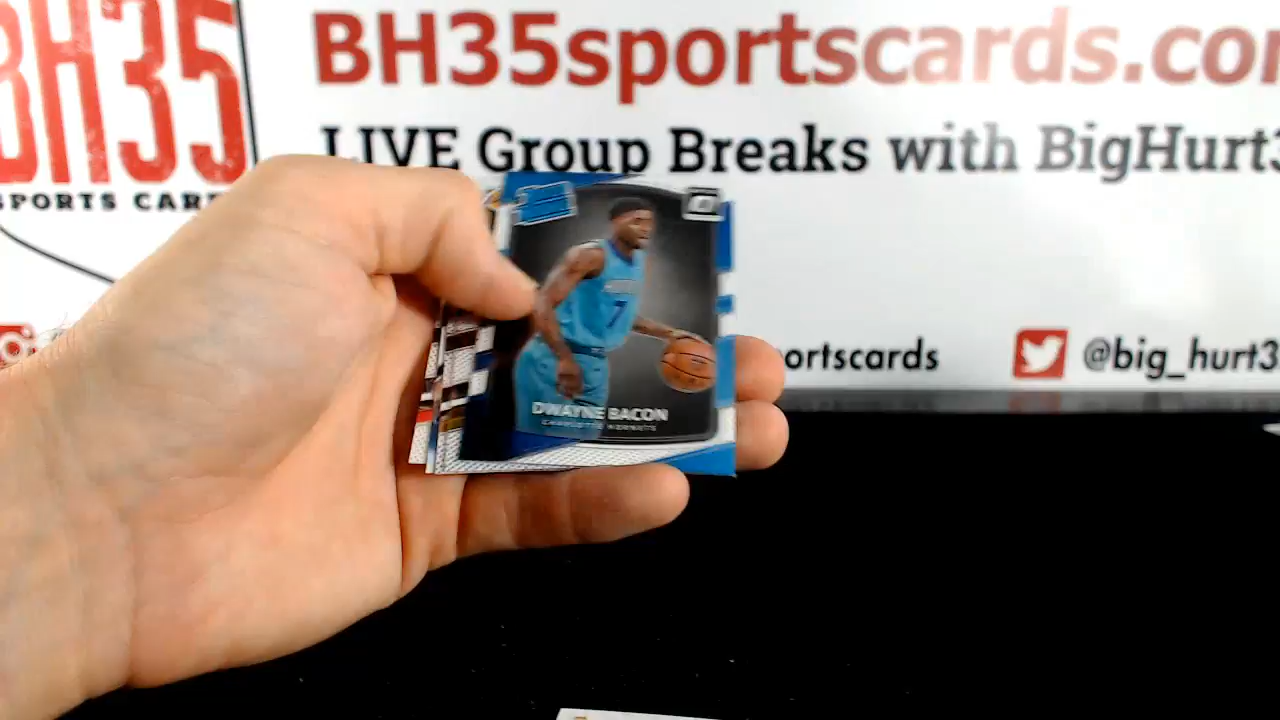 BH35
SPORTS CAR
BH35sportscards.co
LIVE Group Breaks with BigHurt3
7
DWAYNE BACON
CHARLOTTE HORNETS
ortscards
@big_hurt3